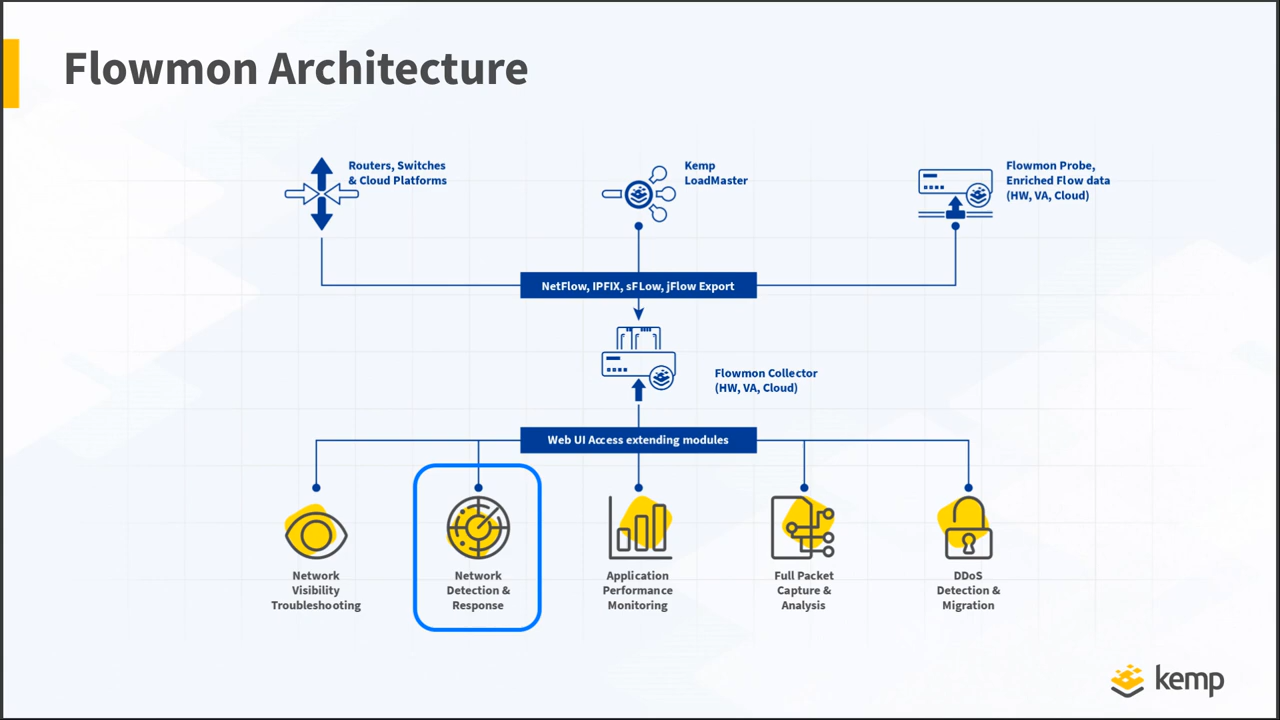 Flowmon Architecture
Routers, Switches
& Cloud Platforms
Kemp
LoadMaster
Flowmon Probe,
Enriched Flow data
(HW, VA, Cloud)
NetFlow, IPFIX, sFLow, jFlow Export
Flowmon Collector
(HW, VA, Cloud)
Web UI Access extending modules
Network
Visibility
Troubleshooting
Network
Detection &
Response
Application
Performance
Monitoring
Full Packet
Capture &
Analysis
DDoS
Detection &
Migration
kemp